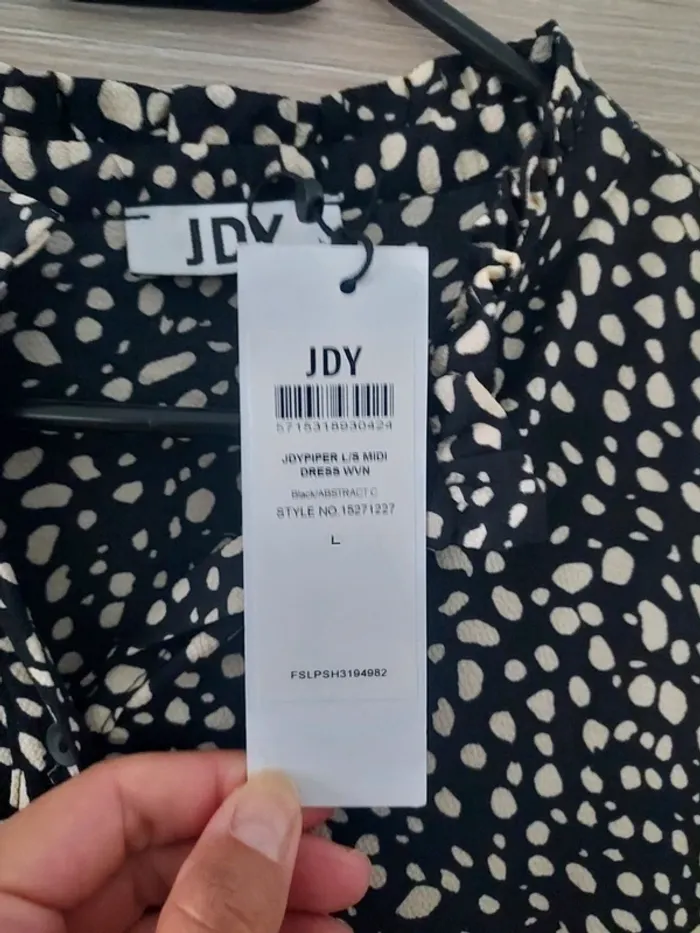 JDY
JDY
5715318930424
JDYPIPER L/S MIDI
DRESS WVN
Black/ABSTRACT C
STYLE NO.15271227
L
FSLPSH3194982